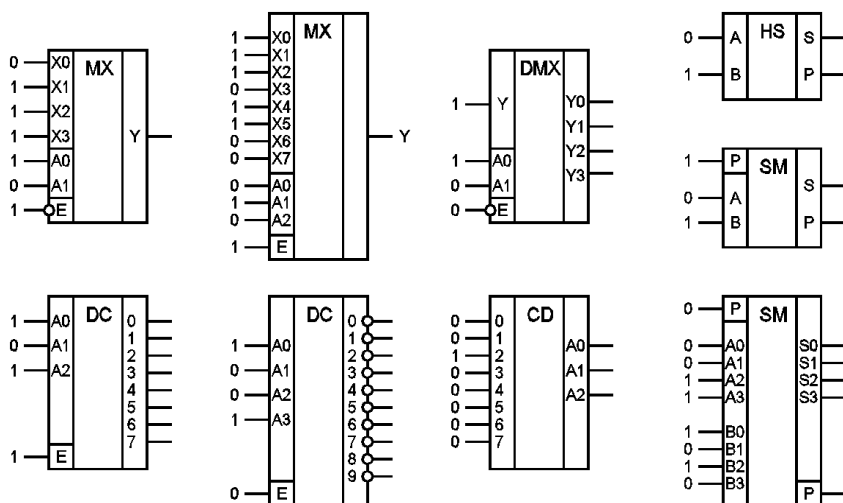 0 X0 MX
1 X1
1 X2
1 X3 Y
1 A0
0 A1
1 E
1 X0 MX
1 X1
1 X2
0 X3
1 X4
1 X5 Y
0 X6
0 X7
0 A0
1 A1
0 A2
1 E
DMX
1 Y Y0
Y1
1 A0 Y2
0 A1 Y3
0 E
0 A HS S
1 B P
1 P SM
0 A S
1 B P
1 A0 DC 0
0 A1 1
1 A2 2
3
4
5
6
1 E 7
DC 0
1 A0 1
0 A1 2
0 A2 3
1 A3 4
5
6
7
8
0 E 9
0 0 CD
0 1 A0
1 2 A1
0 3 A2
0 4
0 5
0 6
0 7
0 P SM
0 A0 S0
0 A1 S1
1 A2 S2
1 A3 S3
1 B0
0 B1
1 B2
0 B3
P